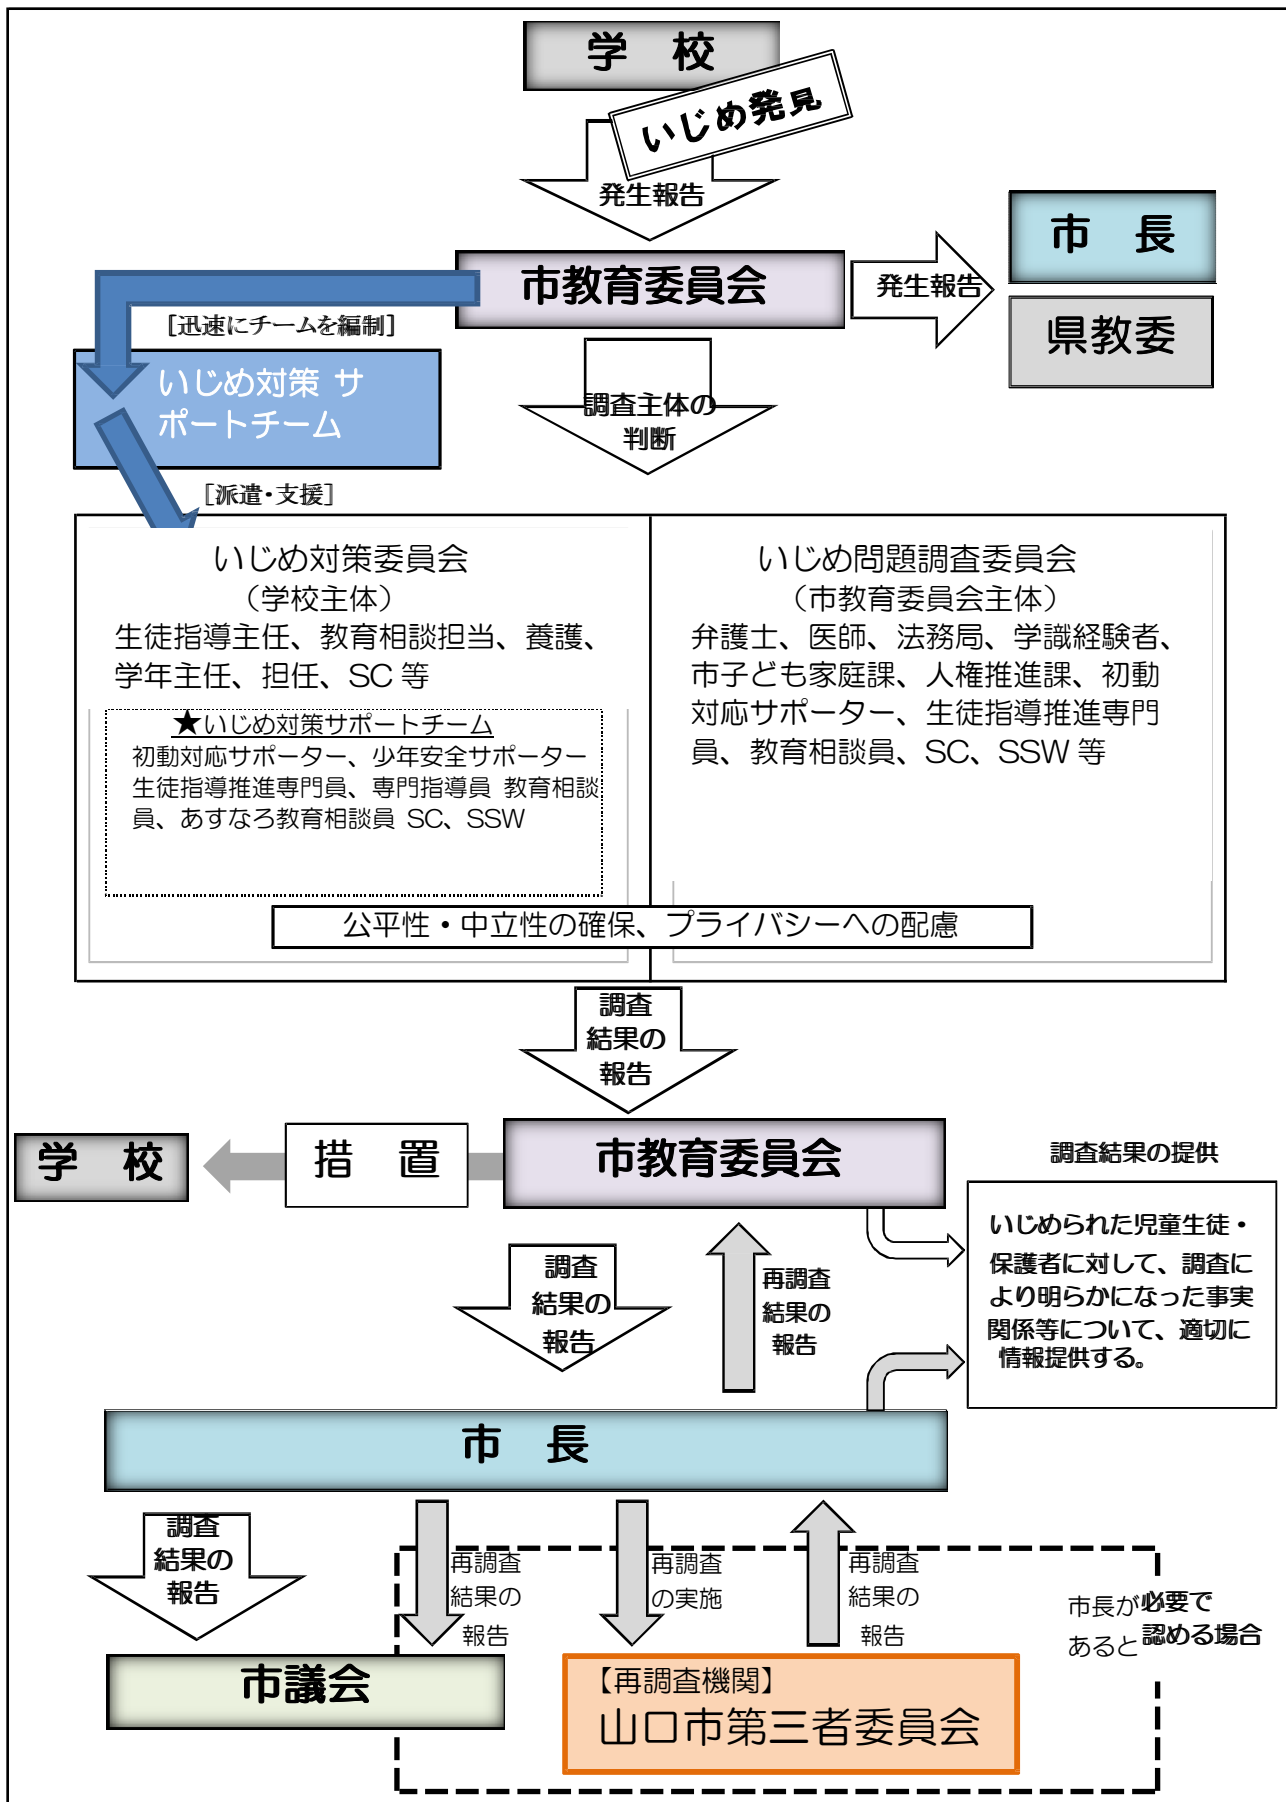 学　校
いじめ発見
発生報告
市　長
市教育委員会
発生報告
県教委
［迅速にチームを編制］
いじめ対策 サ
ポートチーム
調査主体の
判断
［派遣・支援］
いじめ対策委員会
（学校主体）
生徒指導主任、教育相談担当、養護、
学年主任、担任、SC 等
★いじめ対策サポートチーム
初動対応サポーター、少年安全サポーター
生徒指導推進専門員、専門指導員 教育相談
員、あすなろ教育相談員 SC、SSW
いじめ問題調査委員会
（市教育委員会主体）
弁護士、医師、法務局、学識経験者、
市子ども家庭課、人権推進課、初動
対応サポーター、生徒指導推進専門
員、教育相談員、SC、SSW 等
公平性・中立性の確保、プライバシーへの配慮
調査
結果の
報告
学　校
措　置
市教育委員会
調査結果の提供
いじめられた児童生徒・
保護者に対して、調査に
より明らかになった事実
関係等について、適切に
情報提供する。
調査
結果の
報告
再調査
結果の
報告
市　長
調査
結果の
報告
再調査
結果の
報告
再調査
の実施
再調査
結果の
報告
市長が必要で
あると認める場合
市議会
【再調査機関】
山口市第三者委員会